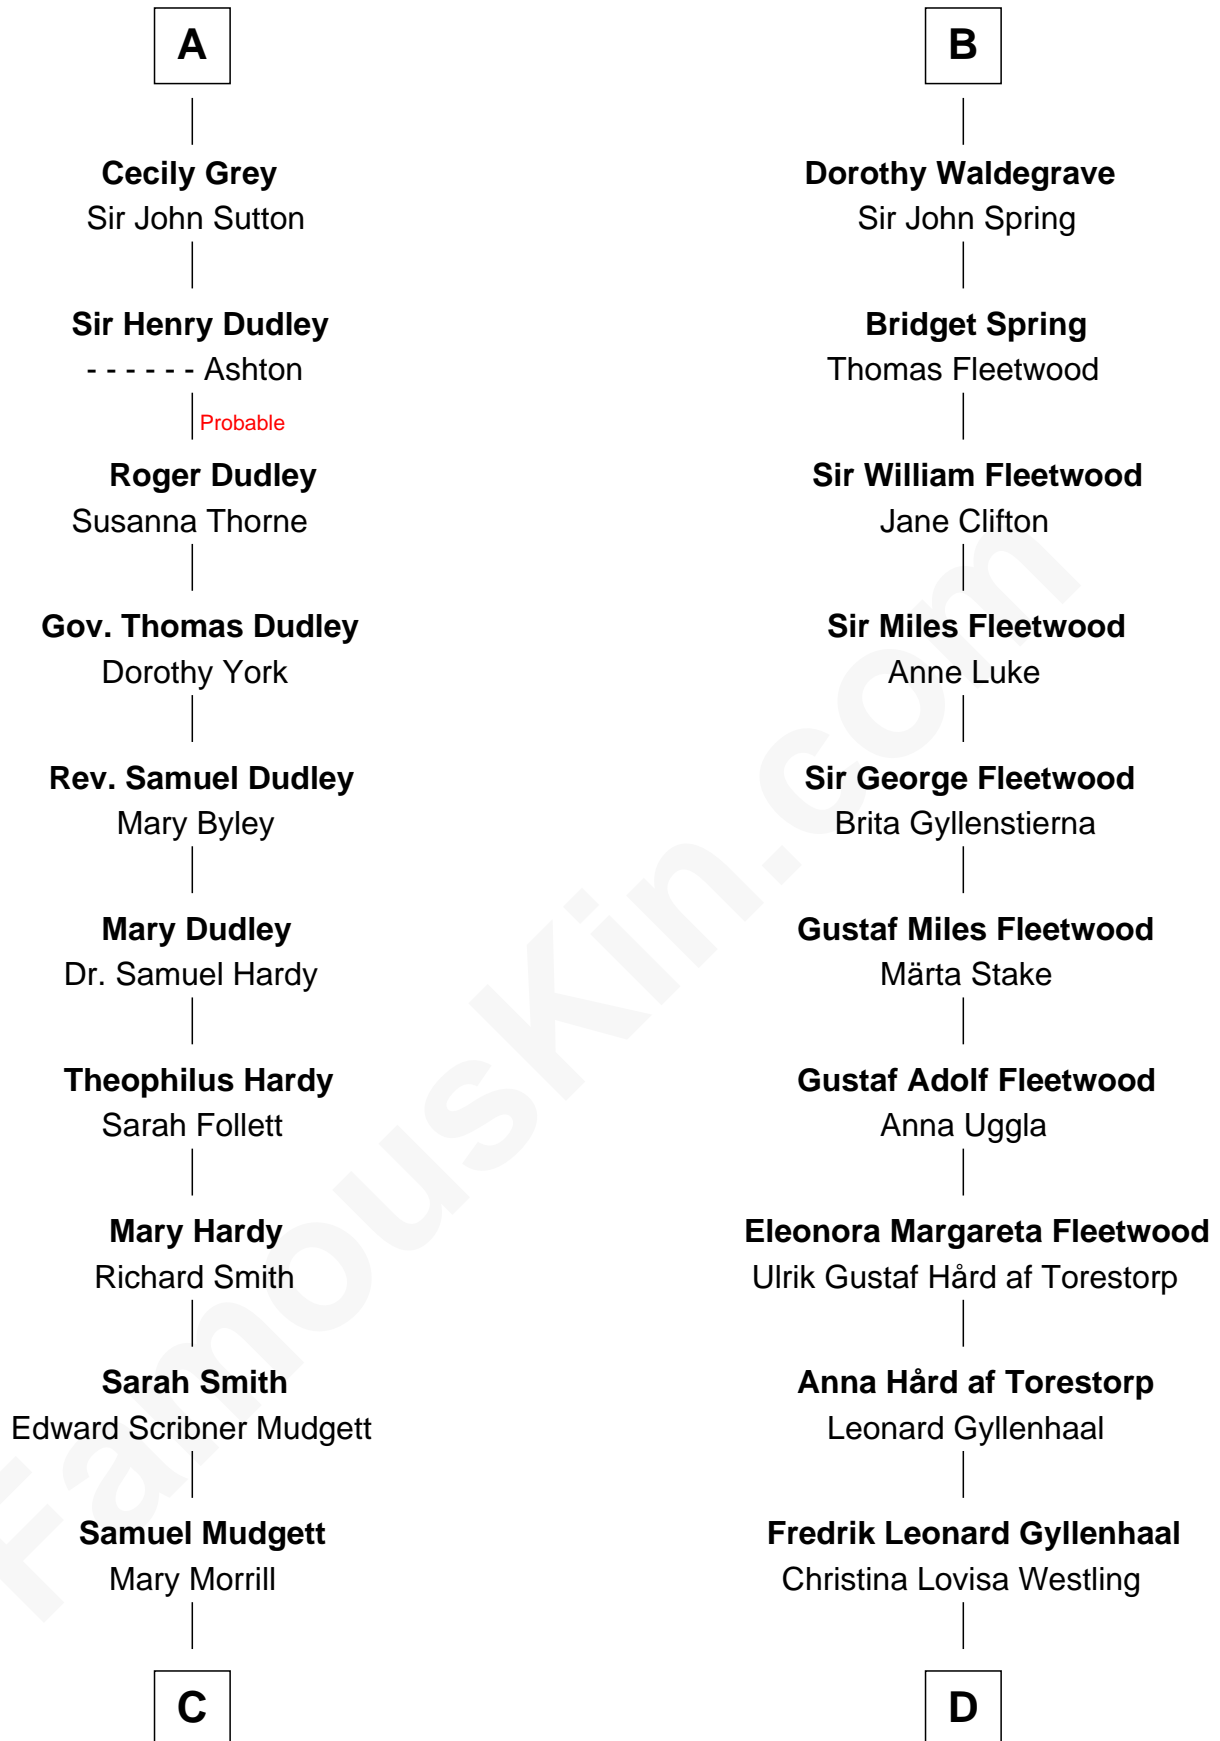 A
Cecily Grey
Sir John Sutton
Sir Henry Dudley
- - - - - - Ashton
Probable
Roger Dudley
Susanna Thorne
Gov. Thomas Dudley
Dorothy York
Rev. Samuel Dudley
Mary Byley
Mary Dudley
Dr. Samuel Hardy
Theophilus Hardy
Sarah Follett
Mary Hardy
Richard Smith
Sarah Smith
Edward Scribner Mudgett
Samuel Mudgett
Mary Morrill
C
B
Dorothy Waldegrave
Sir John Spring
Bridget Spring
Thomas Fleetwood
Sir William Fleetwood
Jane Clifton
Sir Miles Fleetwood
Anne Luke
Sir George Fleetwood
Brita Gyllenstierna
Gustaf Miles Fleetwood
Märta Stake
Gustaf Adolf Fleetwood
Anna Uggla
Eleonora Margareta Fleetwood
Ulrik Gustaf Hård af Torestorp
Anna Hård af Torestorp
Leonard Gyllenhaal
Fredrik Leonard Gyllenhaal
Christina Lovisa Westling
D
FamousKin.com